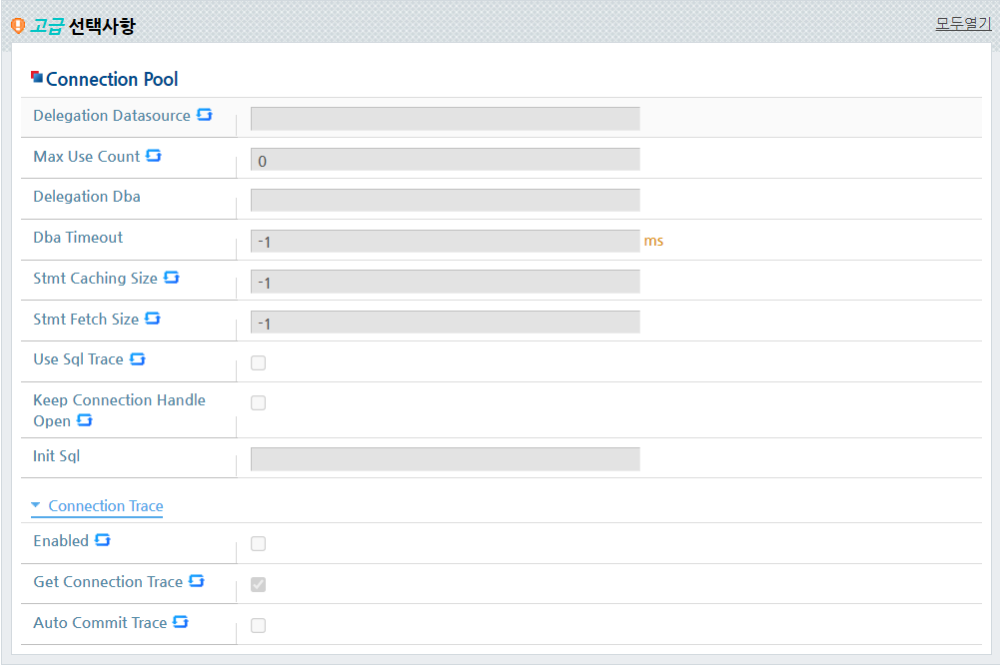 고급 선택사항
모두열기
Connection Pool
Delegation Datasource
Max Use Count
0
Delegation Dba
Dba Timeout
-1 ms
Stmt Caching Size
-1
Stmt Fetch Size
-1
Use Sql Trace
Keep Connection Handle
Open
Init Sql
Connection Trace
Enabled
Get Connection Trace
Auto Commit Trace